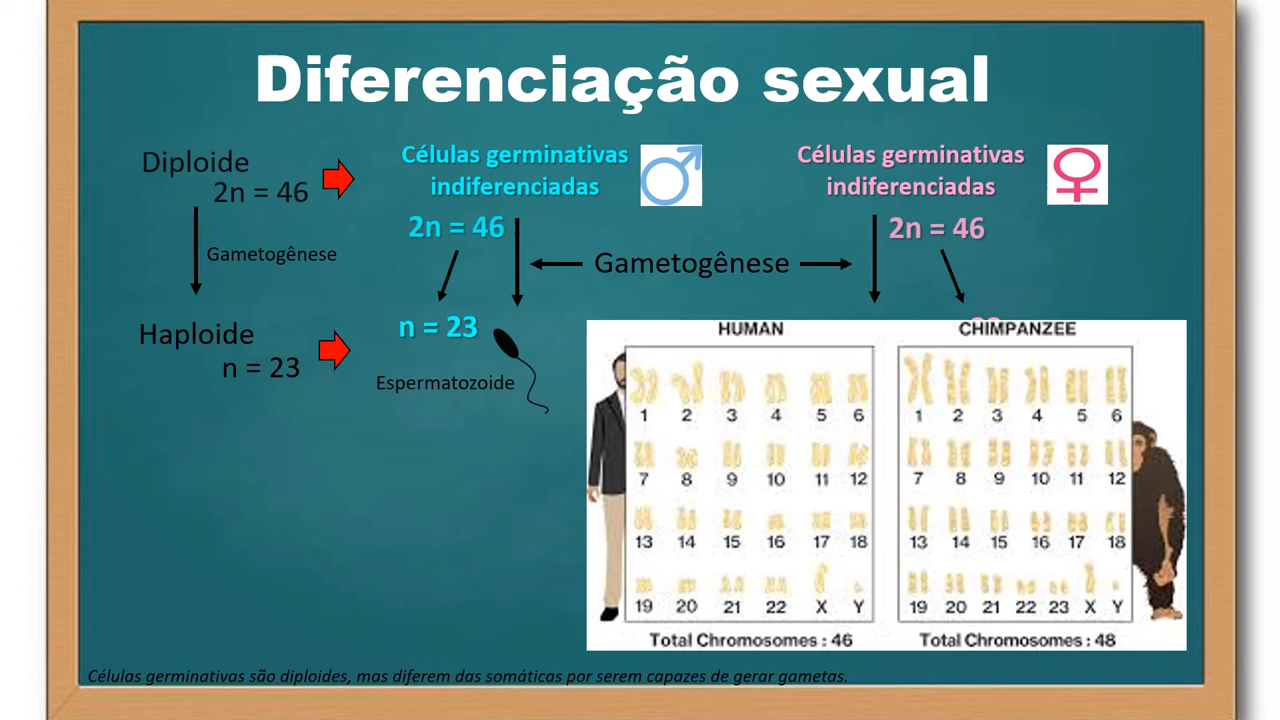 Diferenciação sexual
Diploide
2n = 46
Gametogênese
Haploide
n = 23
Células germinativas
indiferenciadas
2n = 46
n = 23
Espermatozoide
Gametogênese
Células germinativas
indiferenciadas
2n = 46
HUMAN
1 2 3 4 5 6
7 8 9 10 11 12
13 14 15 16 17 18
19 20 21 22 X Y
Total Chromosomes : 46
CHIMPANZEE
1 2 3 4 5 6
7 8 9 10 11 12
13 14 15 16 17 18
19 20 21 22 23 X Y
Total Chromosomes : 48
Células germinativas são diploides, mas diferem das somáticas por serem capazes de gerar gametas.